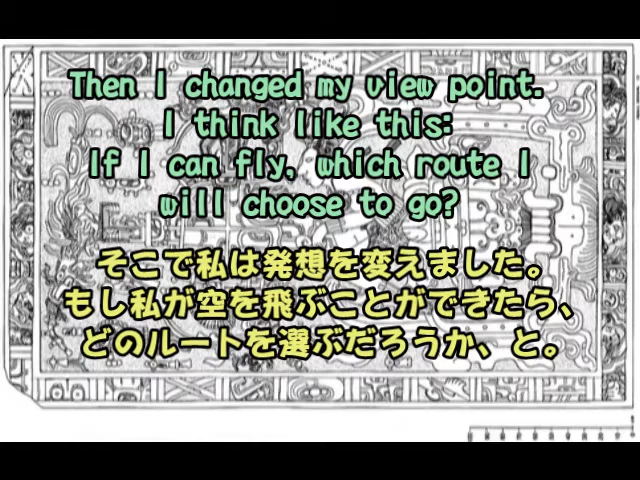 Then I changed my view point.
I think like this:
If I can fly, which route I
will choose to go?
そこで私は発想を変えました。
もし私が空を飛ぶことができたら、
どのルートを選ぶだろうか、と。